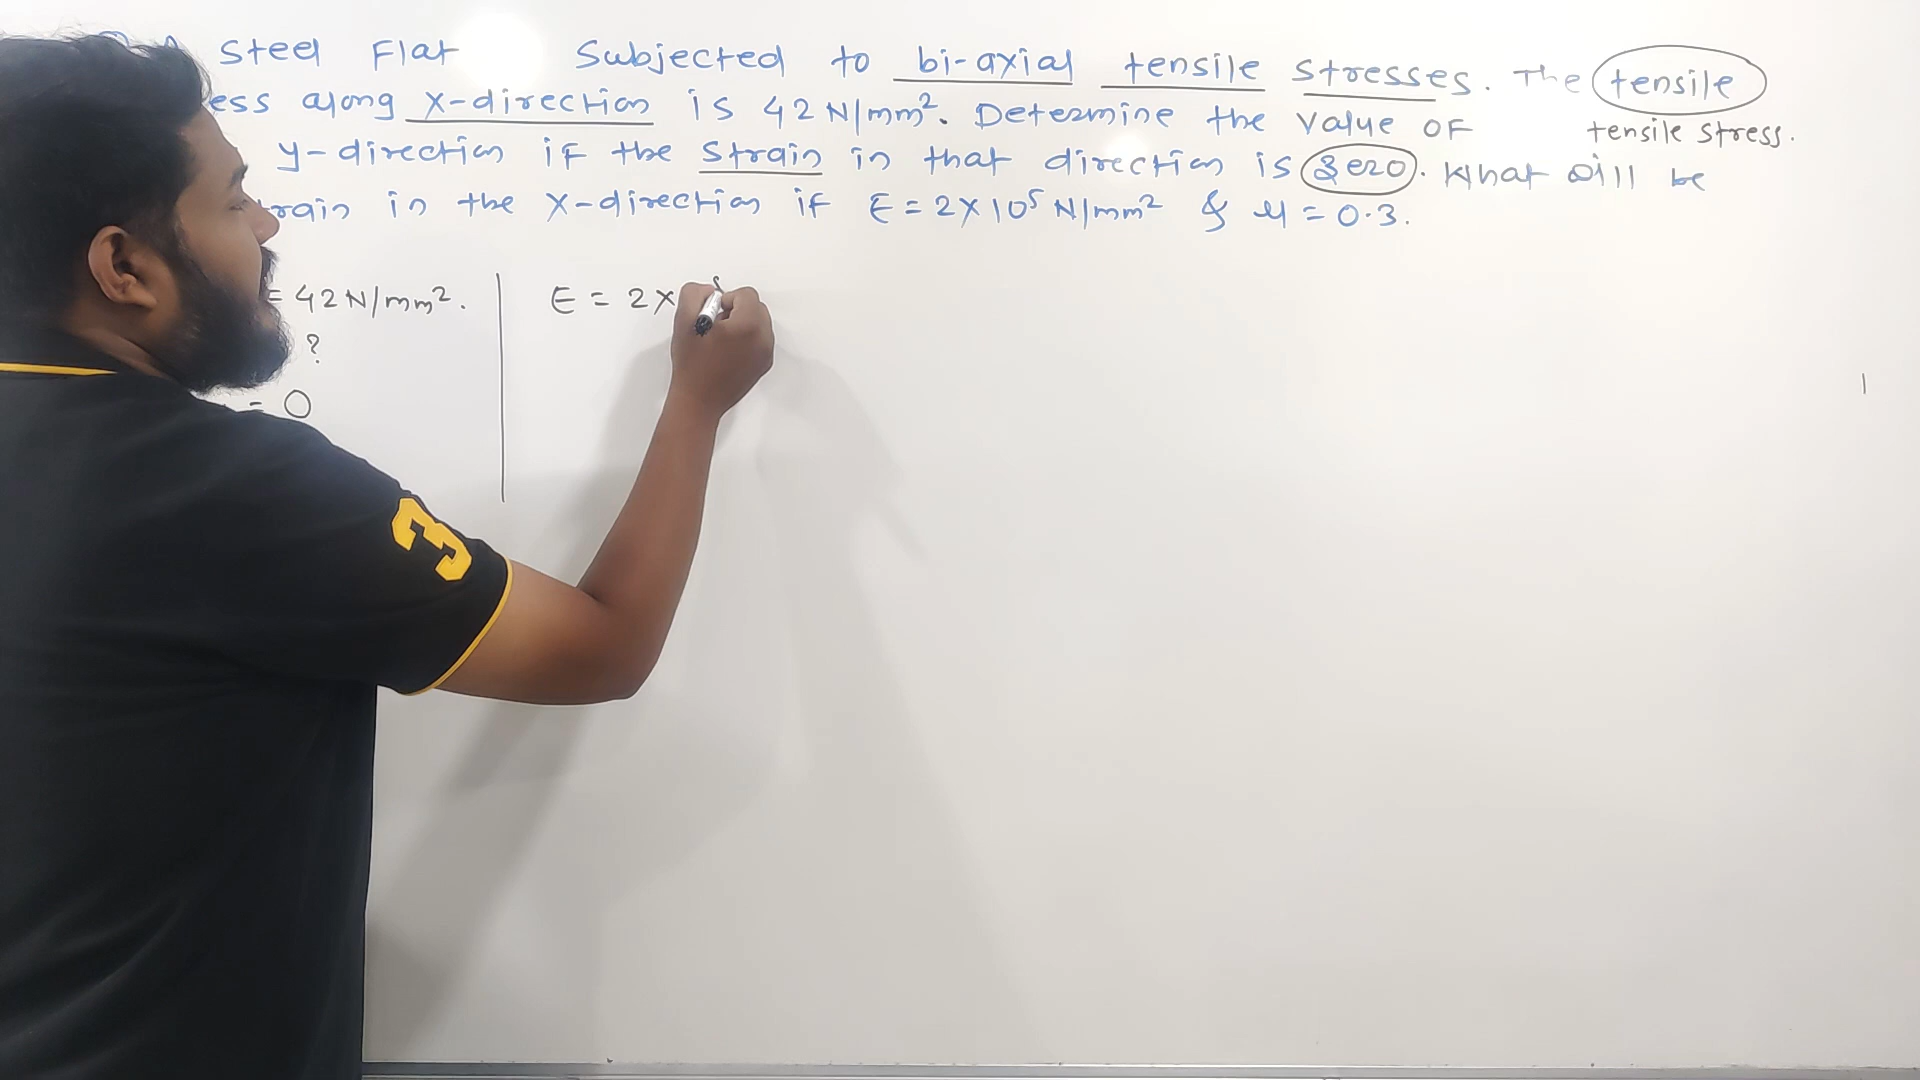 Steel Flat Subjected to bi-axial tensile stresses. The tensile
ess along x-direction is 42 N/mm². Determine the value of tensile stress.
y-direction if the strain in that direction is zero. What will be
rain in the x-direction if E = 2×10⁵ N/mm² & μ = 0.3.
= 42 N/mm².
?
= 0
E = 2×
3